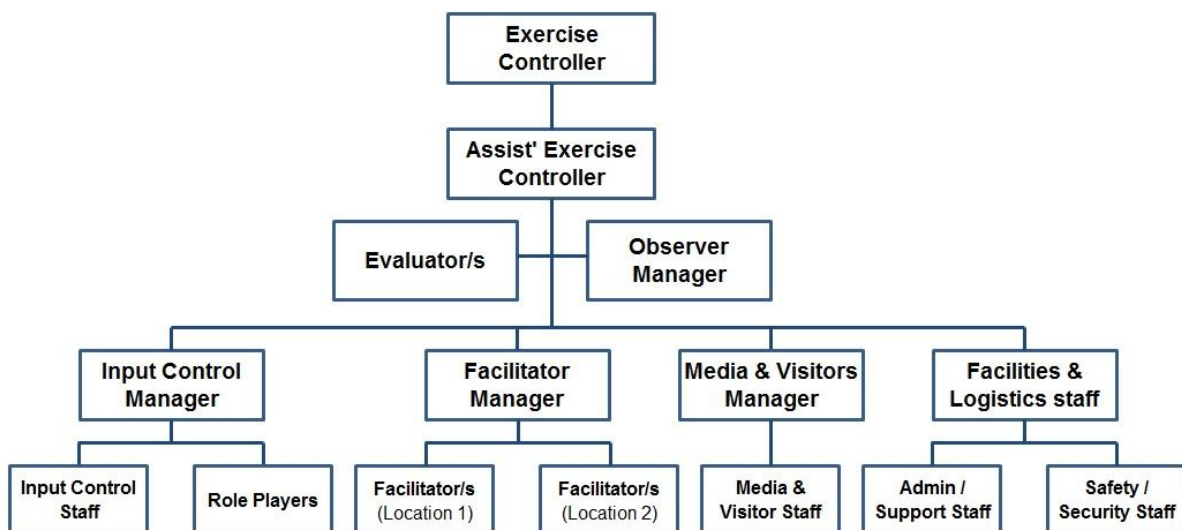 Exercise
Controller
Assist' Exercise
Controller
Evaluator/s
Observer
Manager
Input Control
Manager
Facilitator
Manager
Media & Visitors
Manager
Facilities &
Logistics staff
Input Control
Staff
Role Players
Facilitator/s
(Location 1)
Facilitator/s
(Location 2)
Media &
Visitor Staff
Admin /
Support Staff
Safety /
Security Staff